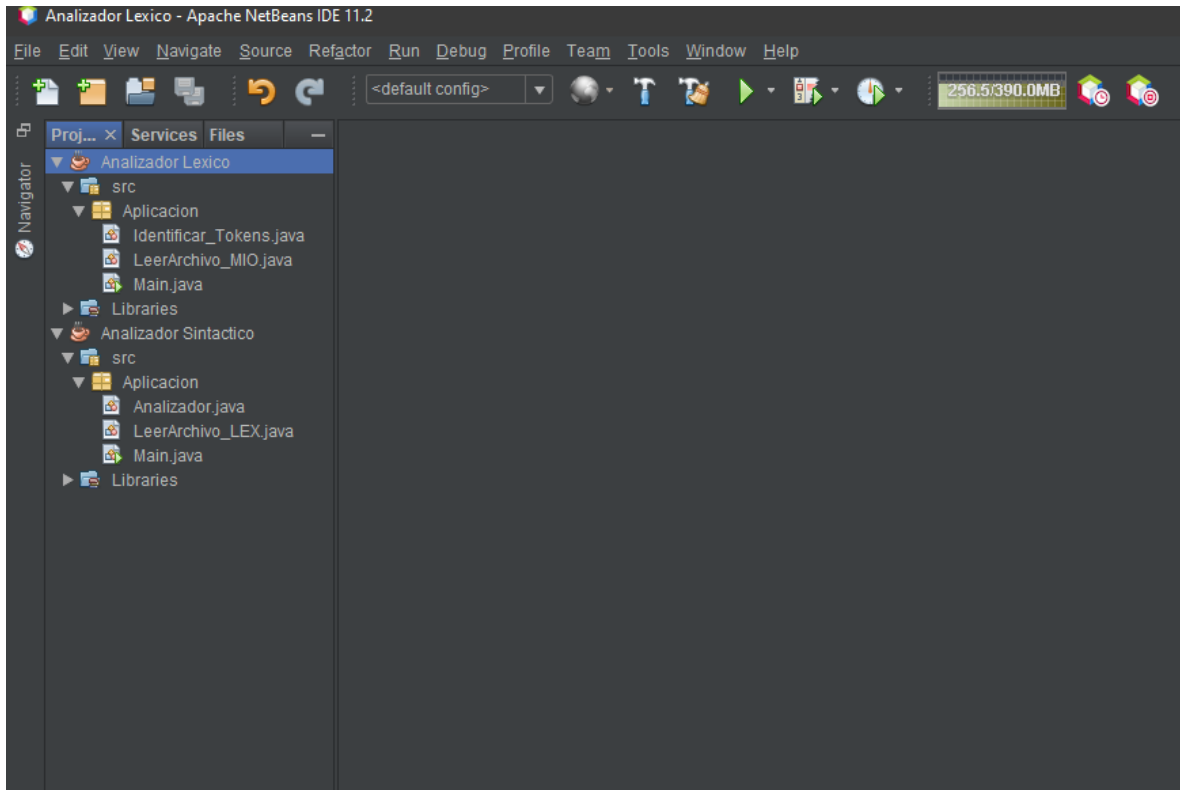 Analizador Lexico - Apache NetBeans IDE 11.2
File Edit View Navigate Source Refactor Run Debug Profile Team Tools Window Help
<default config> 256.5/390.0MB
Proj... Services Files
Navigator
Analizador Lexico
src
Aplicacion
Identificar_Tokens.java
LeerArchivo_MIO.java
Main.java
Libraries
Analizador Sintactico
src
Aplicacion
Analizador.java
LeerArchivo_LEX.java
Main.java
Libraries